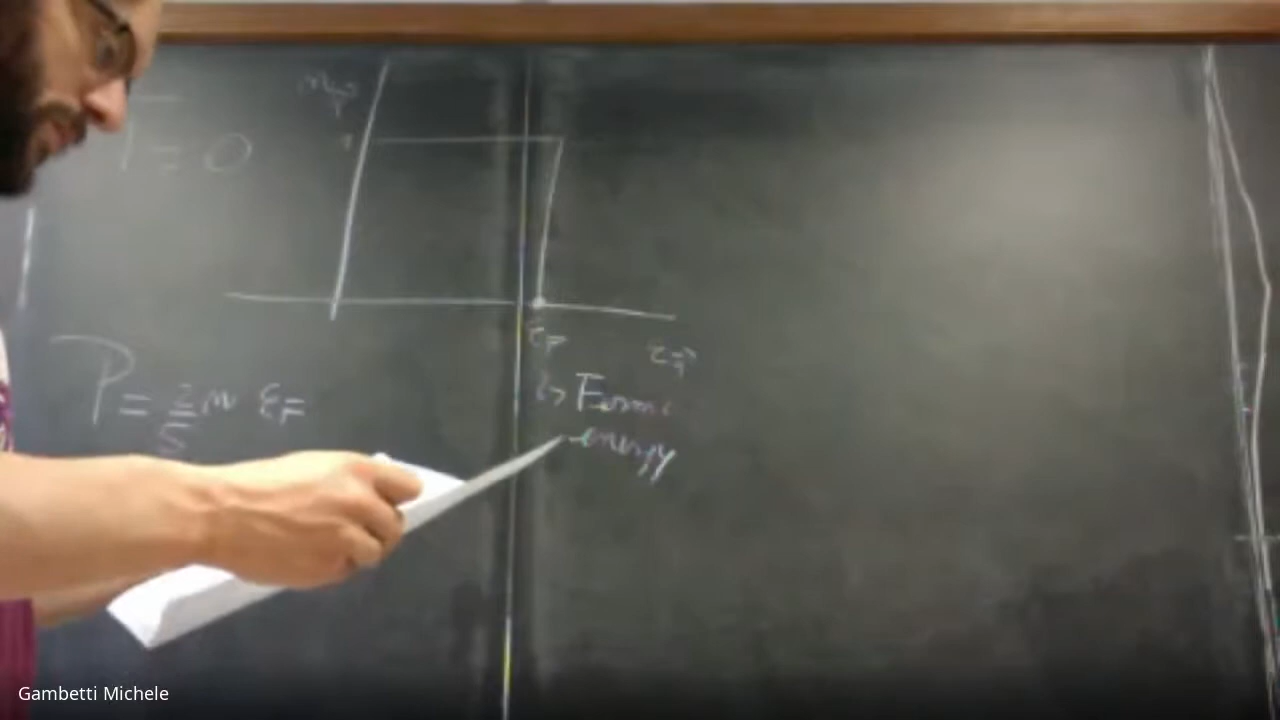 T = 0
ε_F
P = 2/5 n ε_F
↳ Fermi
energy
Gambetti Michele